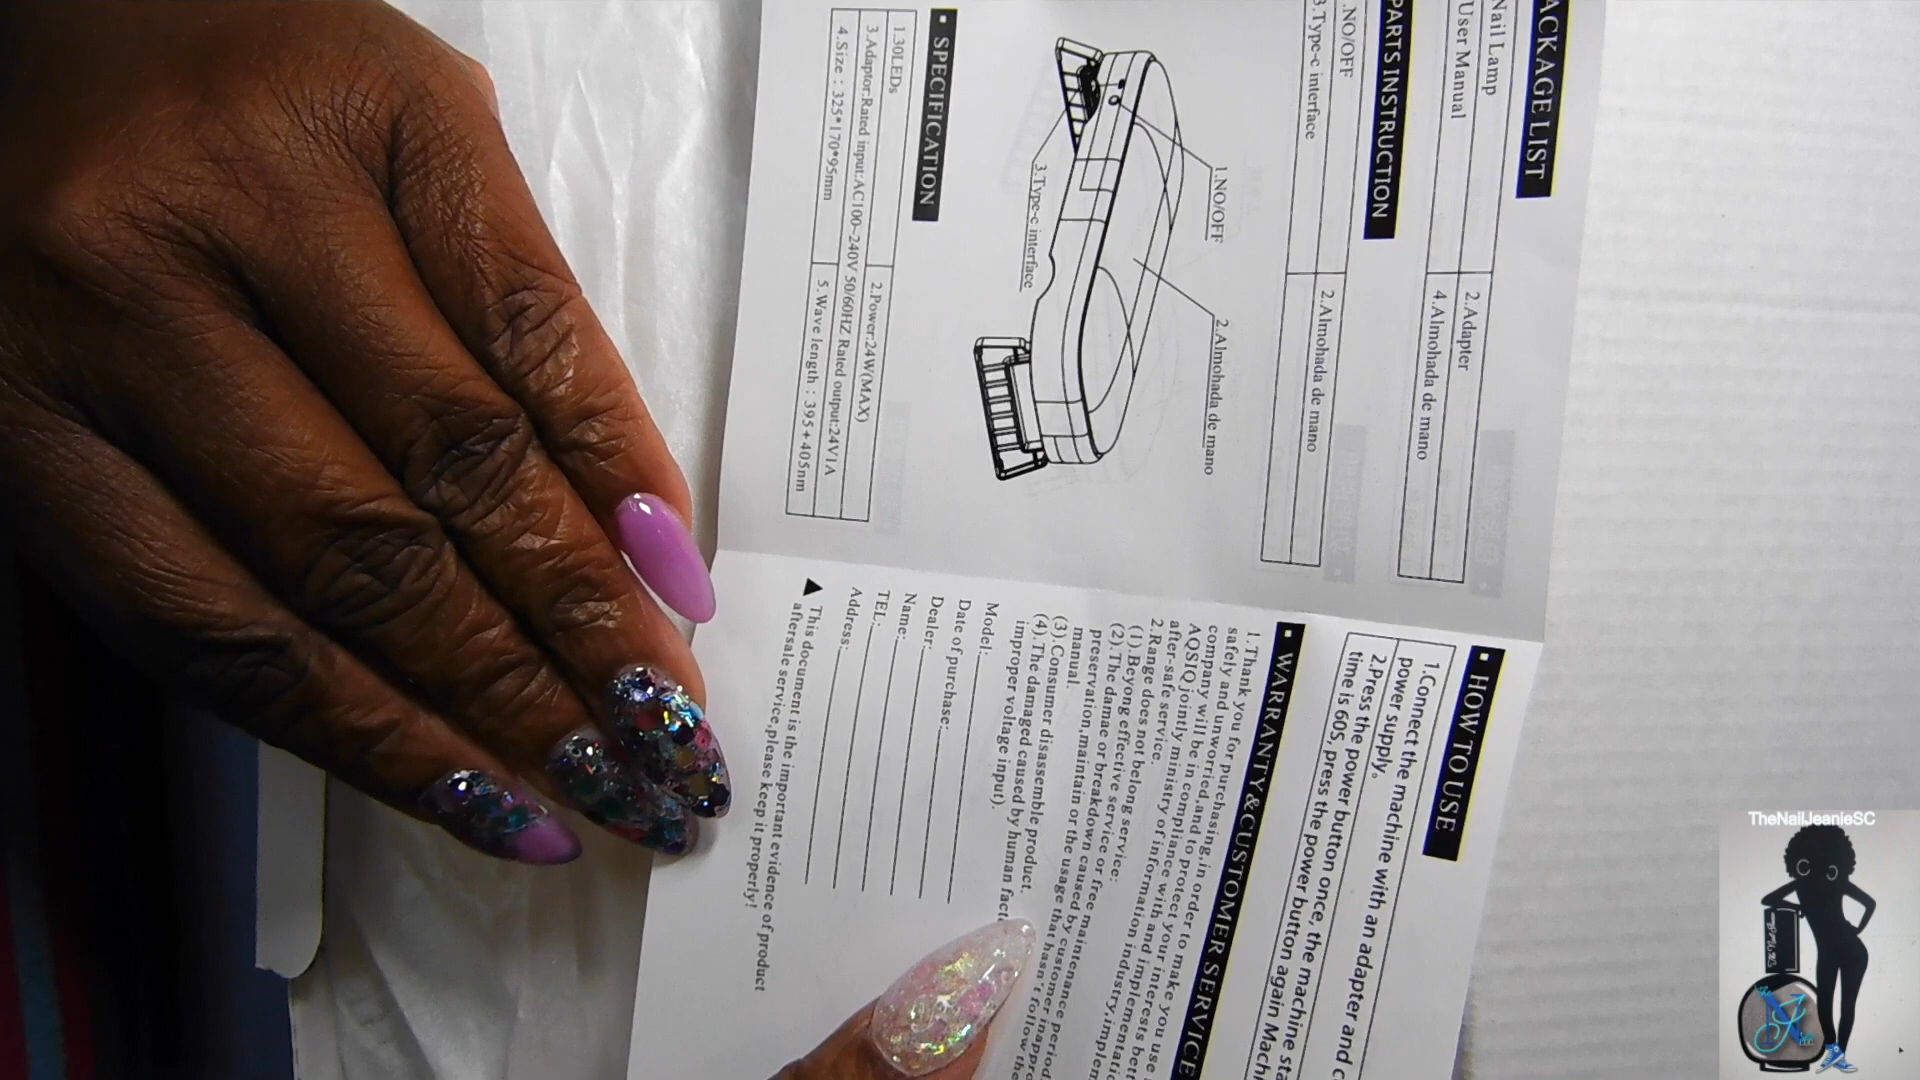 PACKAGE LIST
Nail Lamp
2.Adapter
User Manual
4.Almohada de mano
PARTS INSTRUCTION
.NO/OFF
2.Almohada de mano
3.Type-c interface
1.NO/OFF
2.Almohada de mano
3.Type-c interface
SPECIFICATION
1.30LEDs
2.Power:24W(MAX)
3.Adaptor:Rated input:AC100-240V 50/60HZ Rated output:24V1A
4.Size : 325*170*95mm
5.Wave length : 395+405nm
HOW TO USE
1.Connect the machine with an adapter and
power supply。
2.Press the power button once, the machine
time is 60S, press the power button again
WARRANTY&CUSTOMER SERVICE
1.Thank you for purchasing,in order to make you use
safely and unworried,and to protect your interests
company will be in compliance with and implements
AQSIQ jointly ministry of information industry,
after-safe service.
2.Range does not belong service:
(1).Beyong effective service:
(2).The damage or breakdown caused by
preservation,maintain or the usage that hasn't follow the
manual.
(3).Consumer disassemble product,
(4).The damaged caused by human
improper voltage input).
Model:
Date of purchase:
Dealer:
Name:
TEL:
Address:
▲ This document is the important evidence of product
aftersale service,please keep it properly!
TheNailJeanieSC